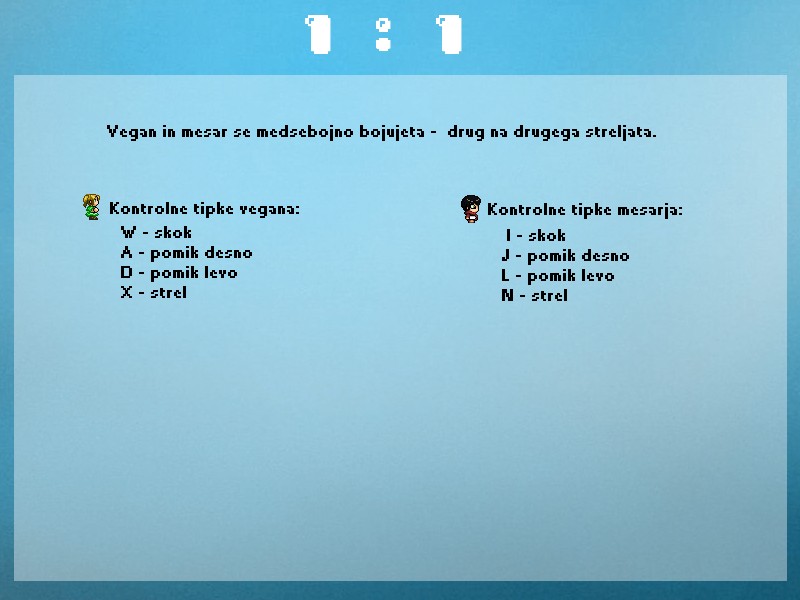 1 : 1
Vegan in mesar se medsebojno bojujeta - drug na drugega streljata.
Kontrolne tipke vegana:
W - skok
A - pomik desno
D - pomik levo
X - strel
Kontrolne tipke mesarja:
I - skok
J - pomik desno
L - pomik levo
N - strel